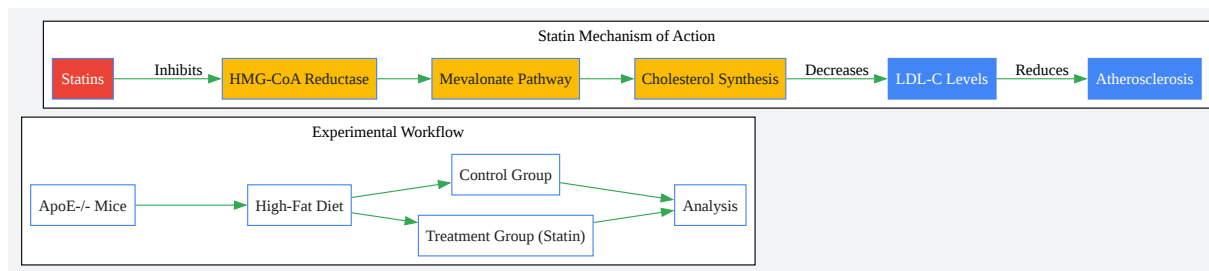 Statin Mechanism of Action
Statins
Inhibits
HMG-CoA Reductase
Mevalonate Pathway
Cholesterol Synthesis
Decreases
LDL-C Levels
Reduces
Atherosclerosis
Experimental Workflow
ApoE-/- Mice
High-Fat Diet
Control Group
Treatment Group (Statin)
Analysis